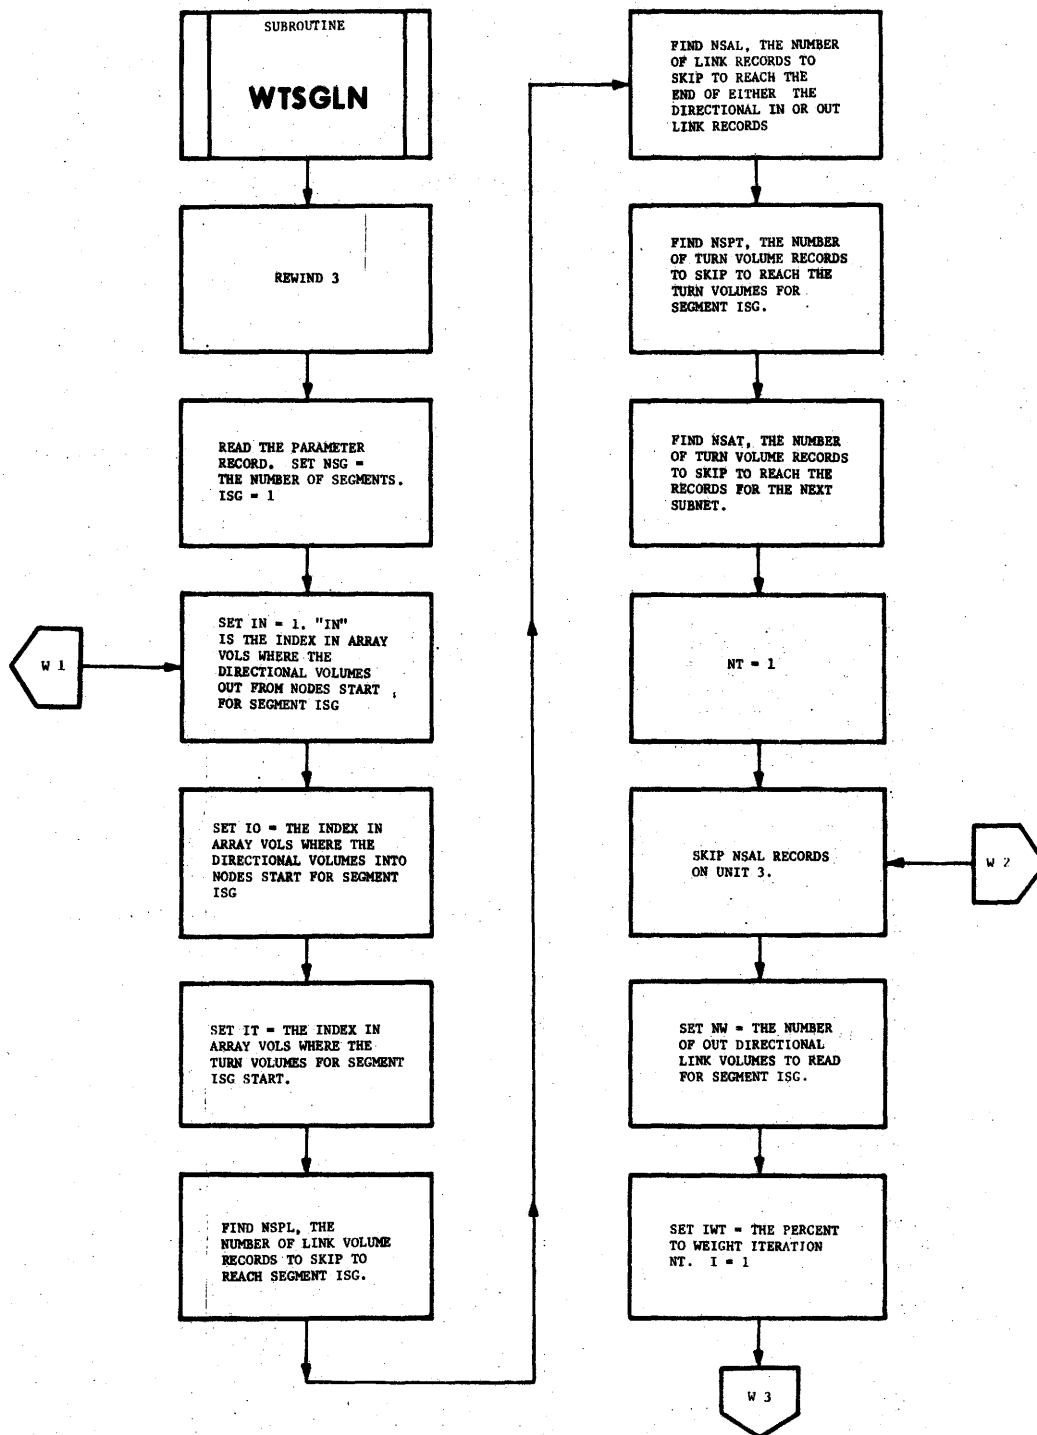 SUBROUTINE
WTSGLN
REWIND 3
READ THE PARAMETER
RECORD. SET NSG =
THE NUMBER OF SEGMENTS.
ISG = 1
W 1
SET IN = 1. "IN"
IS THE INDEX IN ARRAY
VOLS WHERE THE
DIRECTIONAL VOLUMES
OUT FROM NODES START
FOR SEGMENT ISG
SET IO = THE INDEX IN
ARRAY VOLS WHERE THE
DIRECTIONAL VOLUMES INTO
NODES START FOR SEGMENT
ISG
SET IT = THE INDEX IN
ARRAY VOLS WHERE THE
TURN VOLUMES FOR SEGMENT
ISG START.
FIND NSPL, THE
NUMBER OF LINK VOLUME
RECORDS TO SKIP TO
REACH SEGMENT ISG.
FIND NSAL, THE NUMBER
OF LINK RECORDS TO
SKIP TO REACH THE
END OF EITHER THE
DIRECTIONAL IN OR OUT
LINK RECORDS
FIND NSPT, THE NUMBER
OF TURN VOLUME RECORDS
TO SKIP TO REACH THE
TURN VOLUMES FOR
SEGMENT ISG.
FIND NSAT, THE NUMBER
OF TURN VOLUME RECORDS
TO SKIP TO REACH THE
RECORDS FOR THE NEXT
SUBNET.
NT = 1
SKIP NSAL RECORDS
ON UNIT 3.
W 2
SET NW = THE NUMBER
OF OUT DIRECTIONAL
LINK VOLUMES TO READ
FOR SEGMENT ISG.
SET IWT = THE PERCENT
TO WEIGHT ITERATION
NT. I = 1
W 3